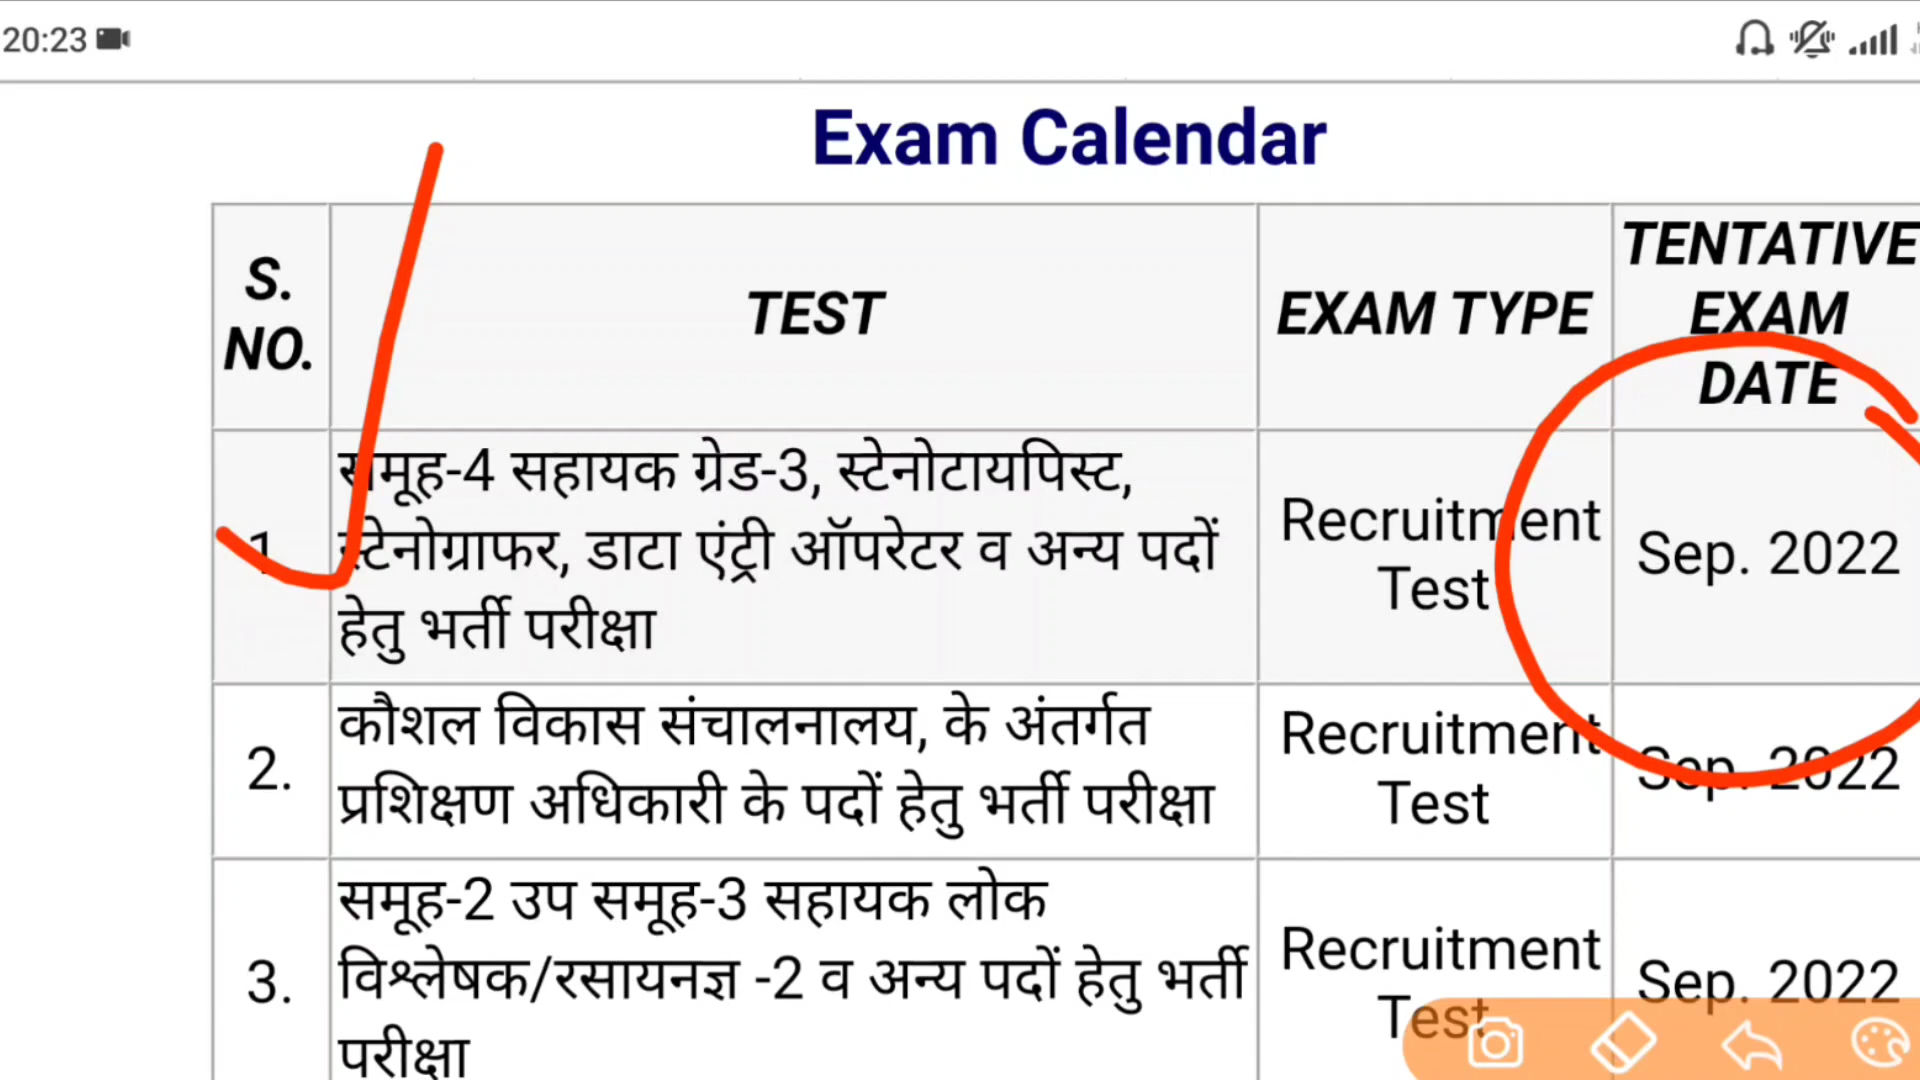 20:23
Exam Calendar
S.
NO.
TEST
EXAM TYPE
TENTATIVE
EXAM
DATE
1.
समूह-4 सहायक ग्रेड-3, स्टेनोटायपिस्ट,
स्टेनोग्राफर, डाटा एंट्री ऑपरेटर व अन्य पदों
हेतु भर्ती परीक्षा
Recruitment
Test
Sep. 2022
2.
कौशल विकास संचालनालय, के अंतर्गत
प्रशिक्षण अधिकारी के पदों हेतु भर्ती परीक्षा
Recruitment
Test
Sep. 2022
3.
समूह-2 उप समूह-3 सहायक लोक
विश्लेषक/रसायनज्ञ -2 व अन्य पदों हेतु भर्ती
परीक्षा
Recruitment
Test
Sep. 2022